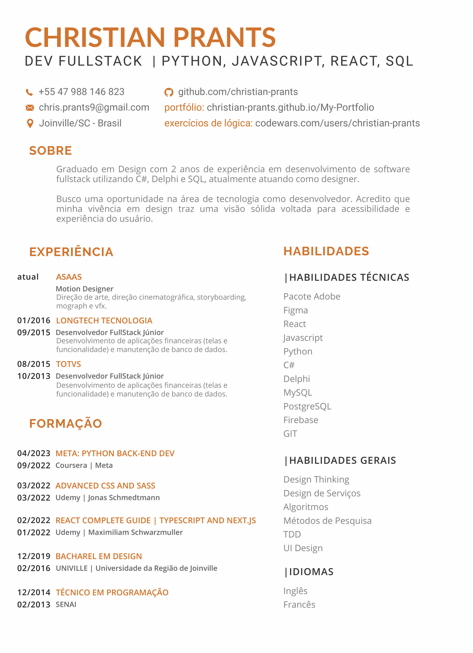 CHRISTIAN PRANTS
DEV FULLSTACK | PYTHON, JAVASCRIPT, REACT, SQL
+55 47 988 146 823
github.com/christian-prants
chris.prants9@gmail.com
portfólio: christian-prants.github.io/My-Portfolio
Joinville/SC - Brasil
exercícios de lógica: codewars.com/users/christian-prants
SOBRE
Graduado em Design com 2 anos de experiência em desenvolvimento de software
fullstack utilizando C#, Delphi e SQL, atualmente atuando como designer.
Busco uma oportunidade na área de tecnologia como desenvolvedor. Acredito que
minha vivência em design traz uma visão sólida voltada para acessibilidade e
experiência do usuário.
EXPERIÊNCIA
atual ASAAS
Motion Designer
Direção de arte, direção cinematográfica, storyboarding,
mograph e vfx.
01/2016 LONGTECH TECNOLOGIA
09/2015 Desenvolvedor FullStack Júnior
Desenvolvimento de aplicações financeiras (telas e
funcionalidade) e manutenção de banco de dados.
08/2015 TOTVS
10/2013 Desenvolvedor FullStack Júnior
Desenvolvimento de aplicações financeiras (telas e
funcionalidade) e manutenção de banco de dados.
FORMAÇÃO
04/2023 META: PYTHON BACK-END DEV
09/2022 Coursera | Meta
03/2022 ADVANCED CSS AND SASS
03/2022 Udemy | Jonas Schmedtmann
02/2022 REACT COMPLETE GUIDE | TYPESCRIPT AND NEXT.JS
01/2022 Udemy | Maximiliam Schwarzmuller
12/2019 BACHAREL EM DESIGN
02/2016 UNIVILLE | Universidade da Região de Joinville
12/2014 TÉCNICO EM PROGRAMAÇÃO
02/2013 SENAI
HABILIDADES
|HABILIDADES TÉCNICAS
Pacote Adobe
Figma
React
Javascript
Python
C#
Delphi
MySQL
PostgreSQL
Firebase
GIT
|HABILIDADES GERAIS
Design Thinking
Design de Serviços
Algoritmos
Métodos de Pesquisa
TDD
UI Design
|IDIOMAS
Inglês
Francês